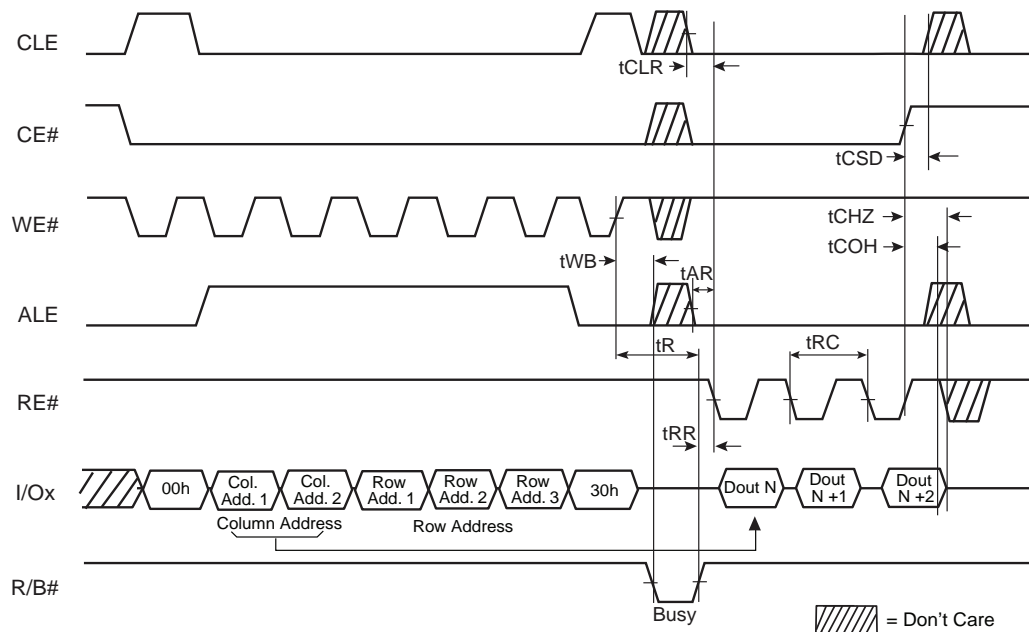 CLE
tCLR
CE#
tCSD
WE#
tCHZ
tCOH
tWB
tAR
ALE
tR
tRC
RE#
tRR
I/Ox
00h
Col.
Add. 1
Col.
Add. 2
Row
Add. 1
Row
Add. 2
Row
Add. 3
30h
Dout N
Dout
N +1
Dout
N +2
Column Address
Row Address
R/B#
Busy
= Don't Care